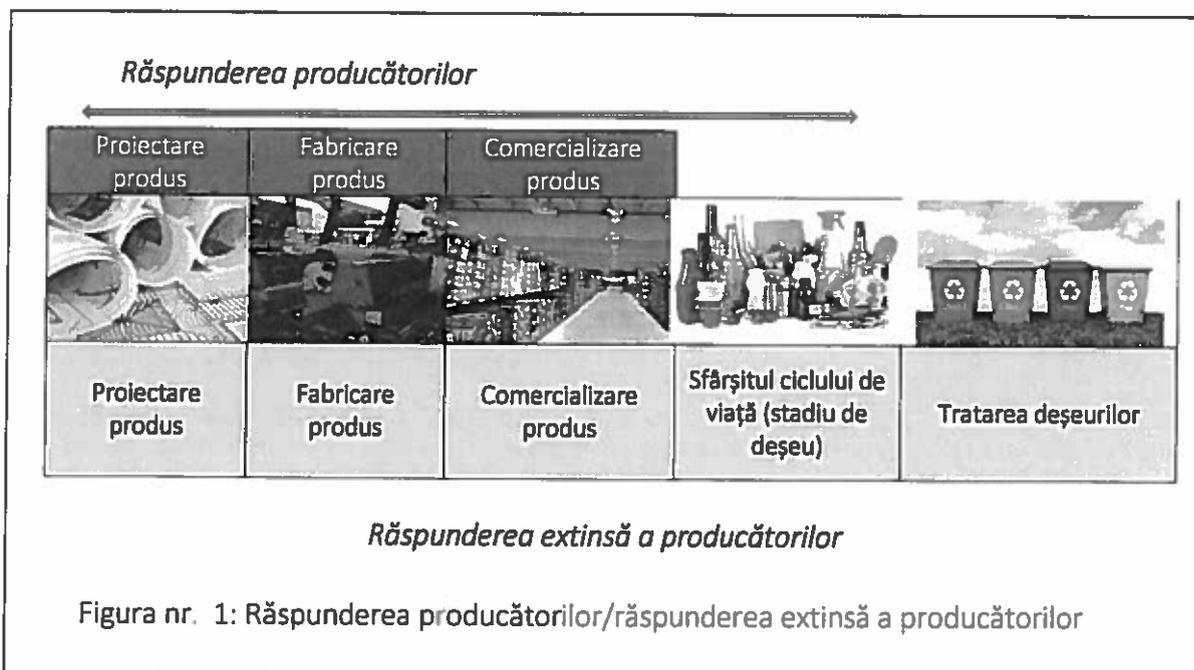 Răspunderea producătorilor
Proiectare
produs
Fabricare
produs
Comercializare
produs
Proiectare
produs
Fabricare
produs
Comercializare
produs
Sfârșitul ciclului de
viață (stadiu de
deșeu)
Tratarea deșeurilor
Răspunderea extinsă a producătorilor
Figura nr. 1: Răspunderea producătorilor/răspunderea extinsă a producătorilor